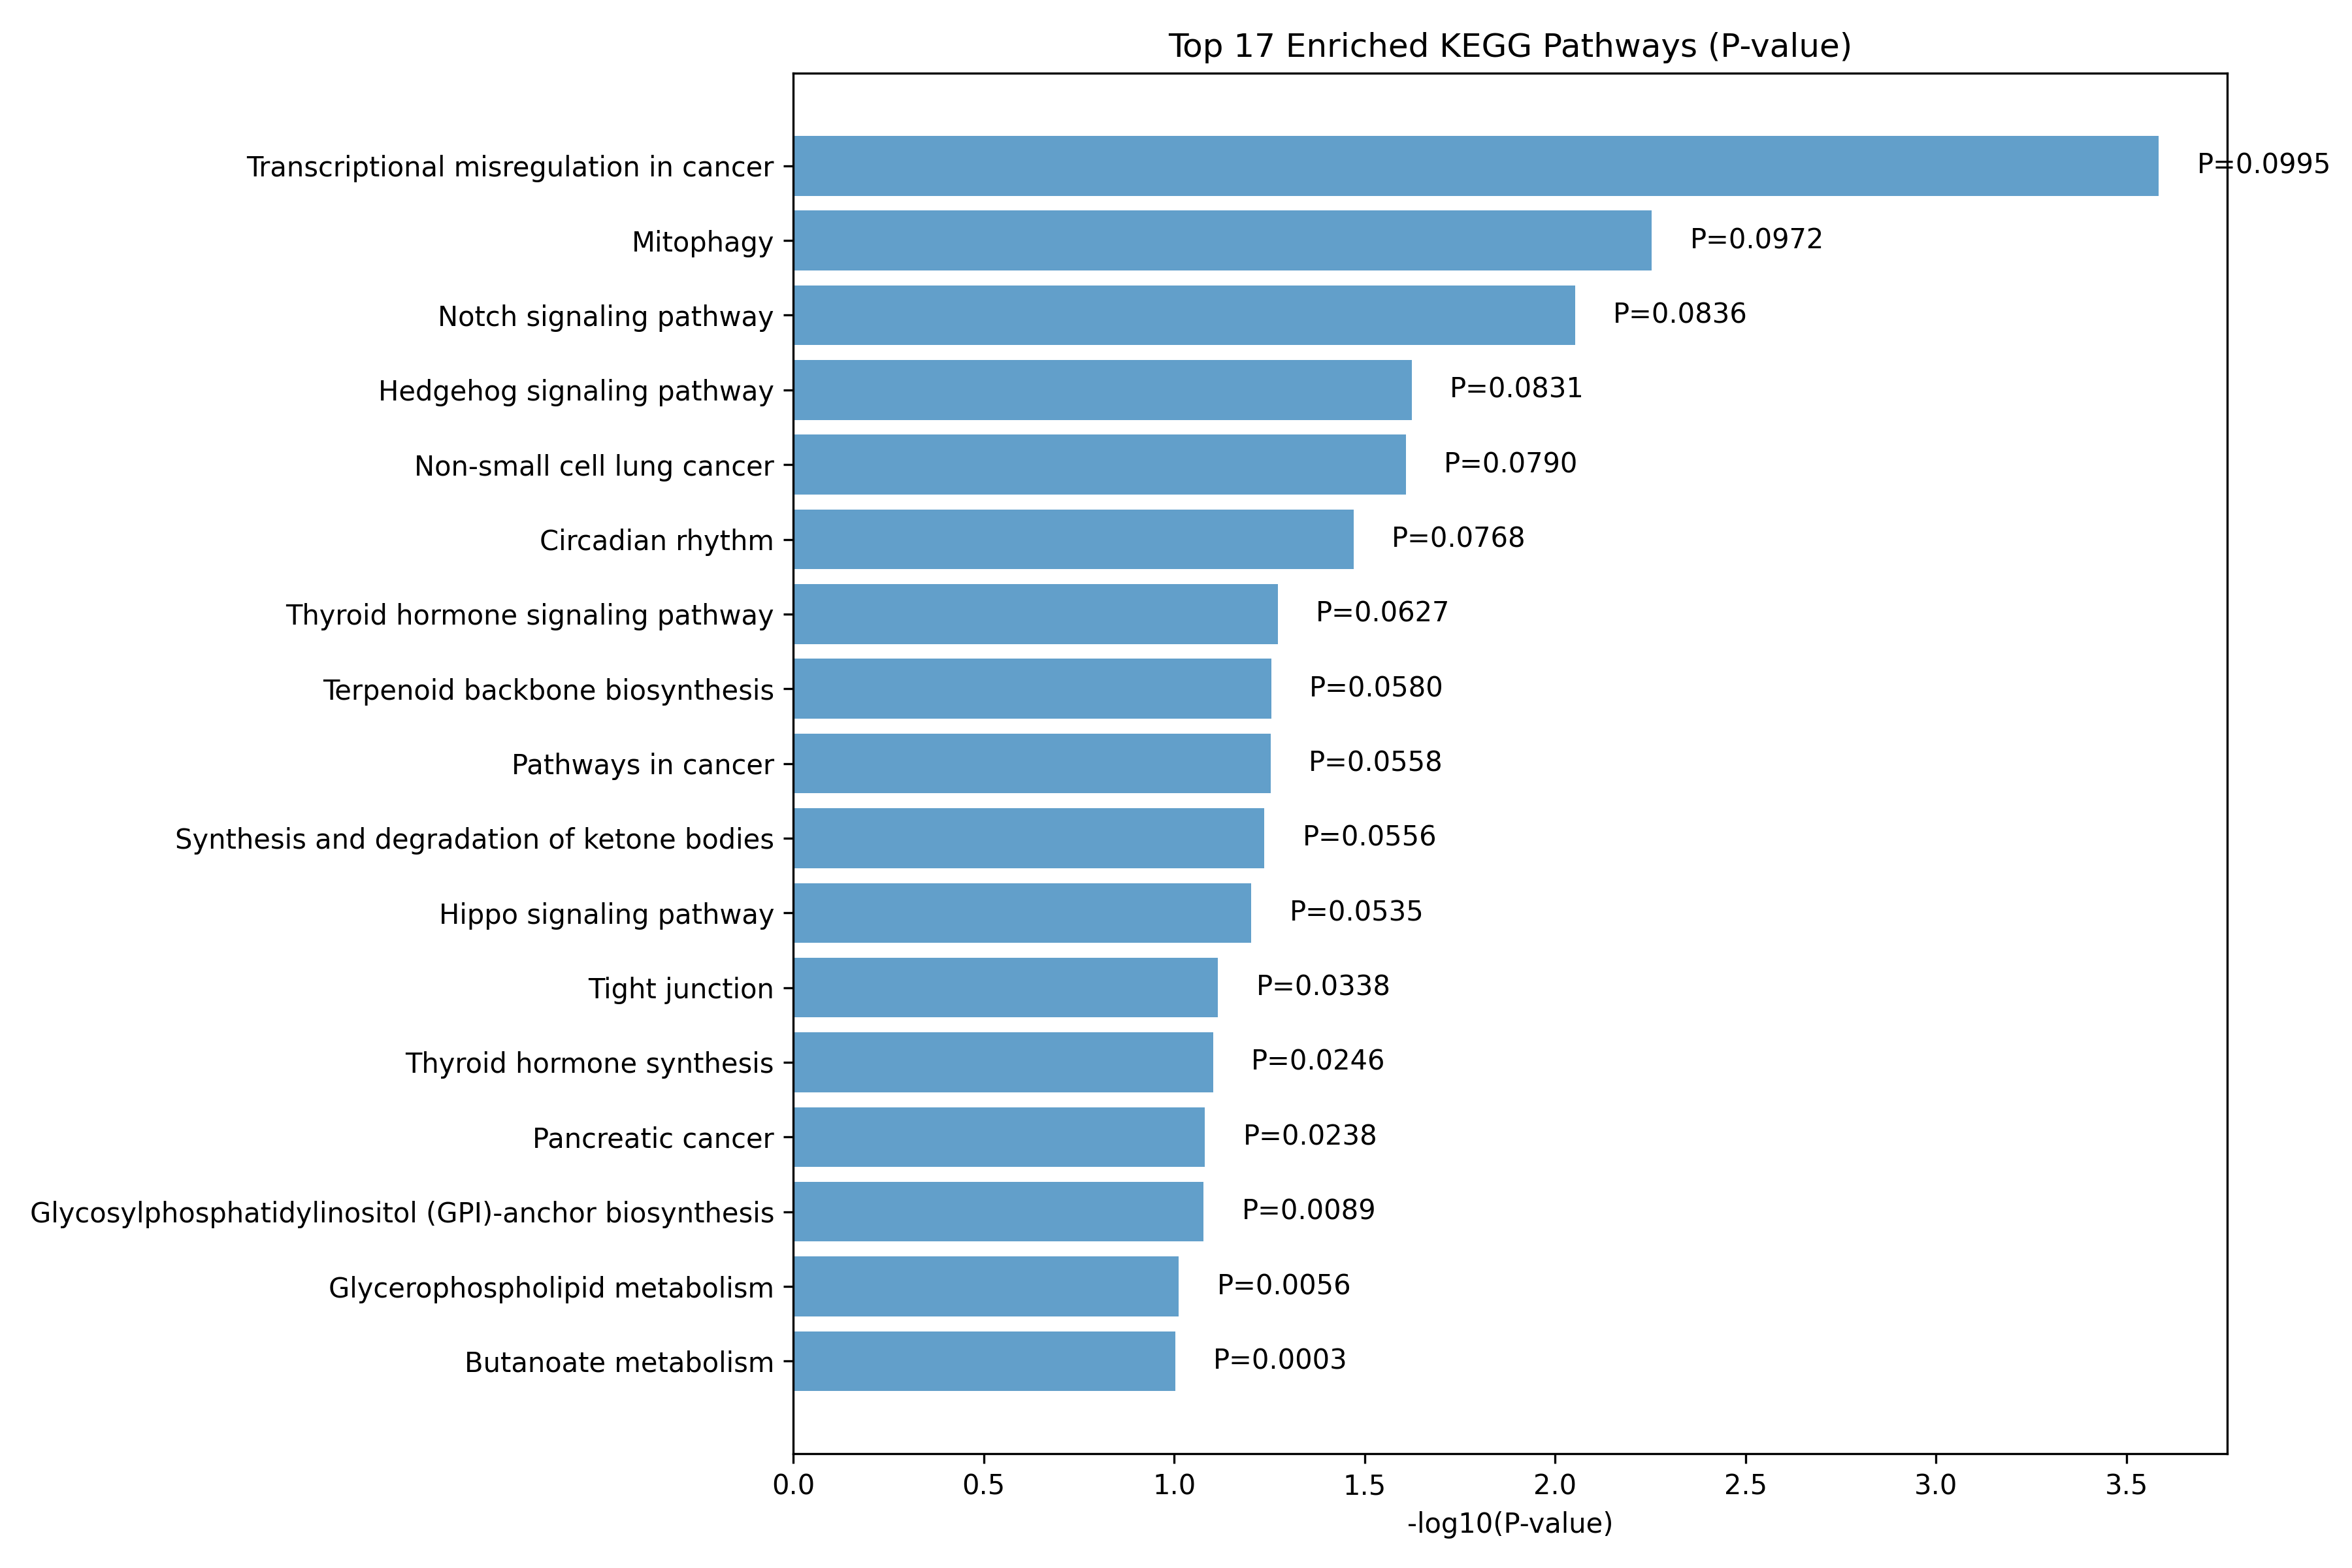 Top 17 Enriched KEGG Pathways (P-value)
Transcriptional misregulation in cancer P=0.0995
Mitophagy P=0.0972
Notch signaling pathway P=0.0836
Hedgehog signaling pathway P=0.0831
Non-small cell lung cancer P=0.0790
Circadian rhythm P=0.0768
Thyroid hormone signaling pathway P=0.0627
Terpenoid backbone biosynthesis P=0.0580
Pathways in cancer P=0.0558
Synthesis and degradation of ketone bodies P=0.0556
Hippo signaling pathway P=0.0535
Tight junction P=0.0338
Thyroid hormone synthesis P=0.0246
Pancreatic cancer P=0.0238
Glycosylphosphatidylinositol (GPI)-anchor biosynthesis P=0.0089
Glycerophospholipid metabolism P=0.0056
Butanoate metabolism P=0.0003
0.0 0.5 1.0 1.5 2.0 2.5 3.0 3.5
-log10(P-value)